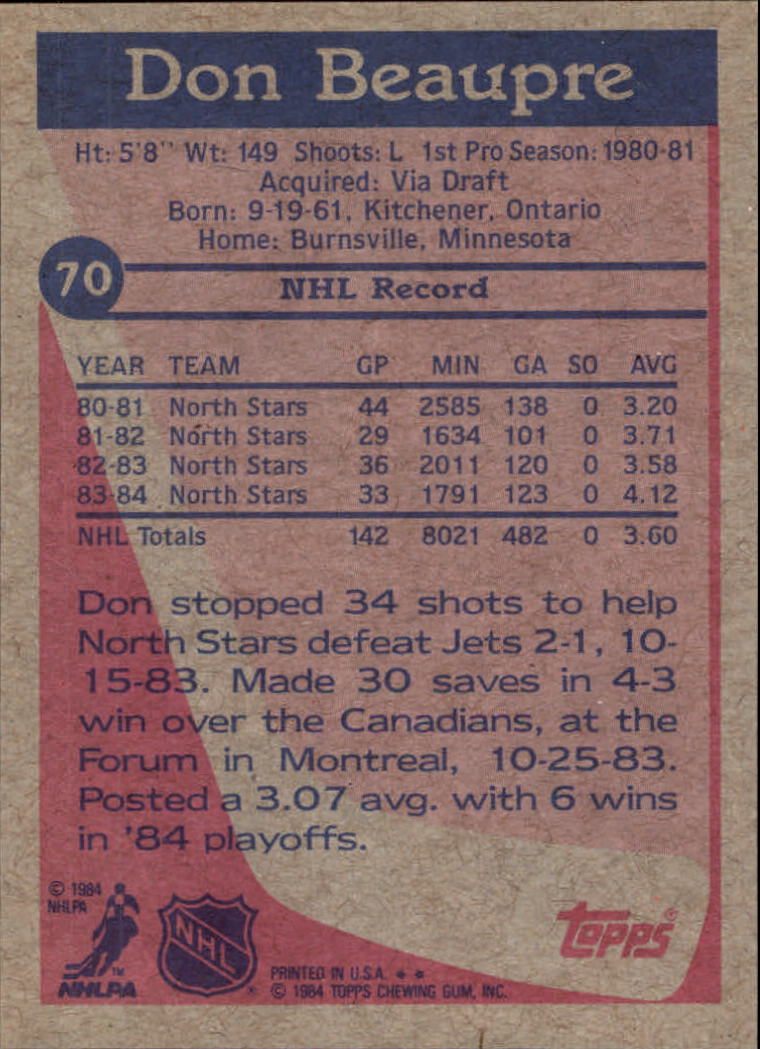 Don Beaupre
Ht: 5'8" Wt: 149 Shoots: L 1st Pro Season: 1980-81
Acquired: Via Draft
Born: 9-19-61, Kitchener, Ontario
Home: Burnsville, Minnesota
70 NHL Record
YEAR TEAM GP MIN GA SO AVG
80-81 North Stars 44 2585 138 0 3.20
81-82 North Stars 29 1634 101 0 3.71
82-83 North Stars 36 2011 120 0 3.58
83-84 North Stars 33 1791 123 0 4.12
NHL Totals 142 8021 482 0 3.60
Don stopped 34 shots to help
North Stars defeat Jets 2-1, 10-
15-83. Made 30 saves in 4-3
win over the Canadians, at the
Forum in Montreal, 10-25-83.
Posted a 3.07 avg. with 6 wins
in '84 playoffs.
© 1984
NHLPA
TM
NHLPA
NHL
®
PRINTED IN U.S.A. * *
© 1984 TOPPS CHEWING GUM, INC.
topps®